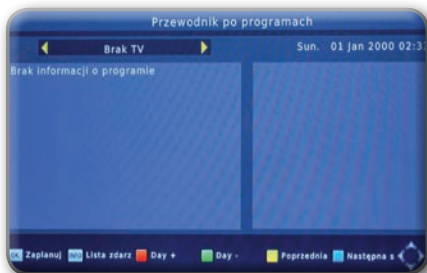 Przewodnik po programach
Brak TV
Sun. 01 Jan 2000 02:3
Brak informacji o programie
OK Zaplanuj INFO Lista zdarz Day + Day - Poprzednia Następna s